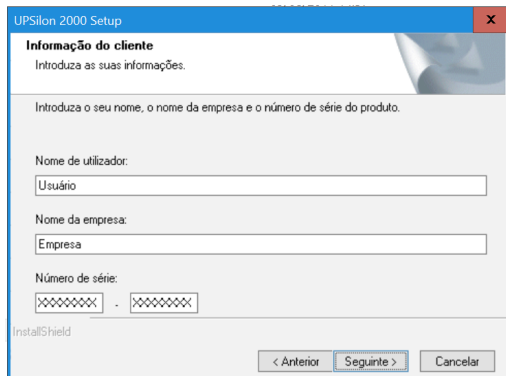 UPSilon 2000 Setup
X
Informação do cliente
Introduza as suas informações.
Introduza o seu nome, o nome da empresa e o número de série do produto.
Nome de utilizador:
Usuário
Nome da empresa:
Empresa
Número de série:
XXXXXXXX - XXXXXXXX
InstallShield
< Anterior Seguinte > Cancelar